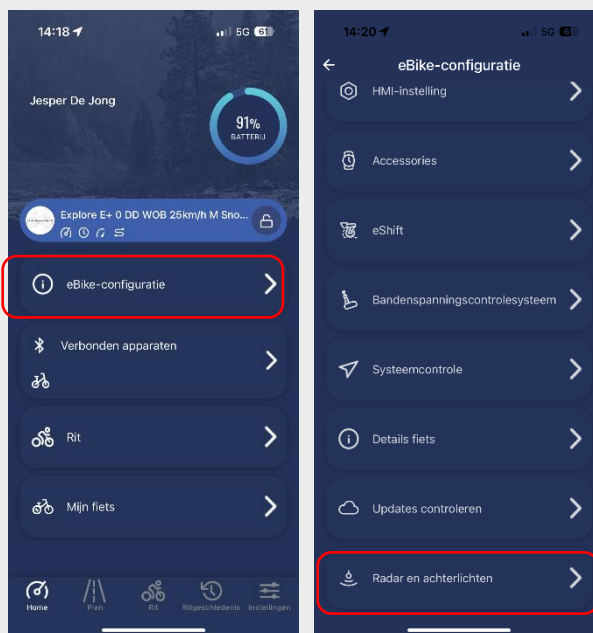 14:18
5G 61
Jesper De Jong
91%
BATTERIJ
Explore E+ 0 DD WOB 25km/h M Sno...
eBike-configuratie
Verbonden apparaten
Rit
Mijn fiets
Home
Plan
Rit
Ritgeschiedenis
Instellingen
14:20
5G 61
eBike-configuratie
HMI-instelling
Accessories
eShift
Bandenspanningscontrolesysteem
Systeemcontrole
Details fiets
Updates controleren
Radar en achterlichten